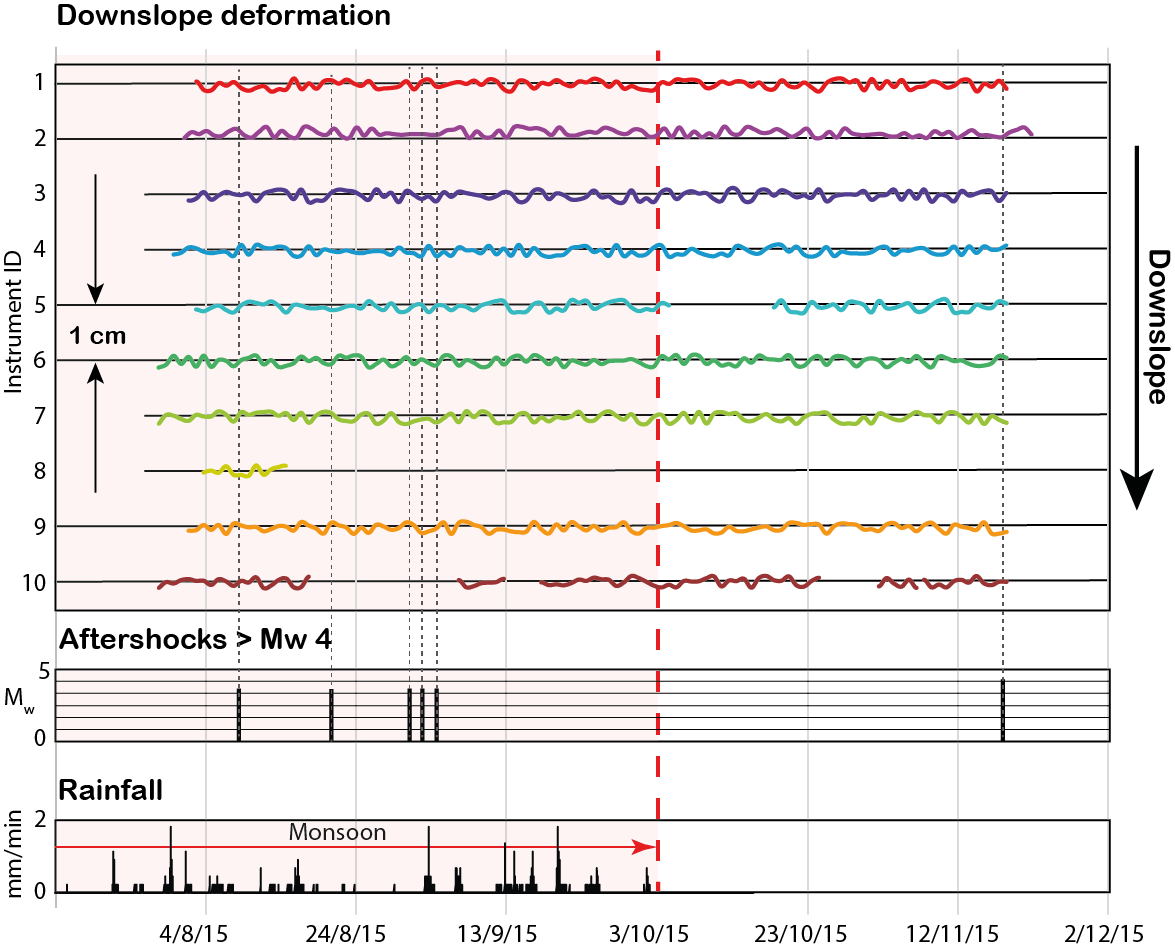 Downslope deformation
1
2
3
4
5
6
7
8
9
10
Instrument ID
1 cm
Downslope
Aftershocks > Mw 4
5
Mw
0
Rainfall
2
mm/min
0
Monsoon
4/8/15 24/8/15 13/9/15 3/10/15 23/10/15 12/11/15 2/12/15